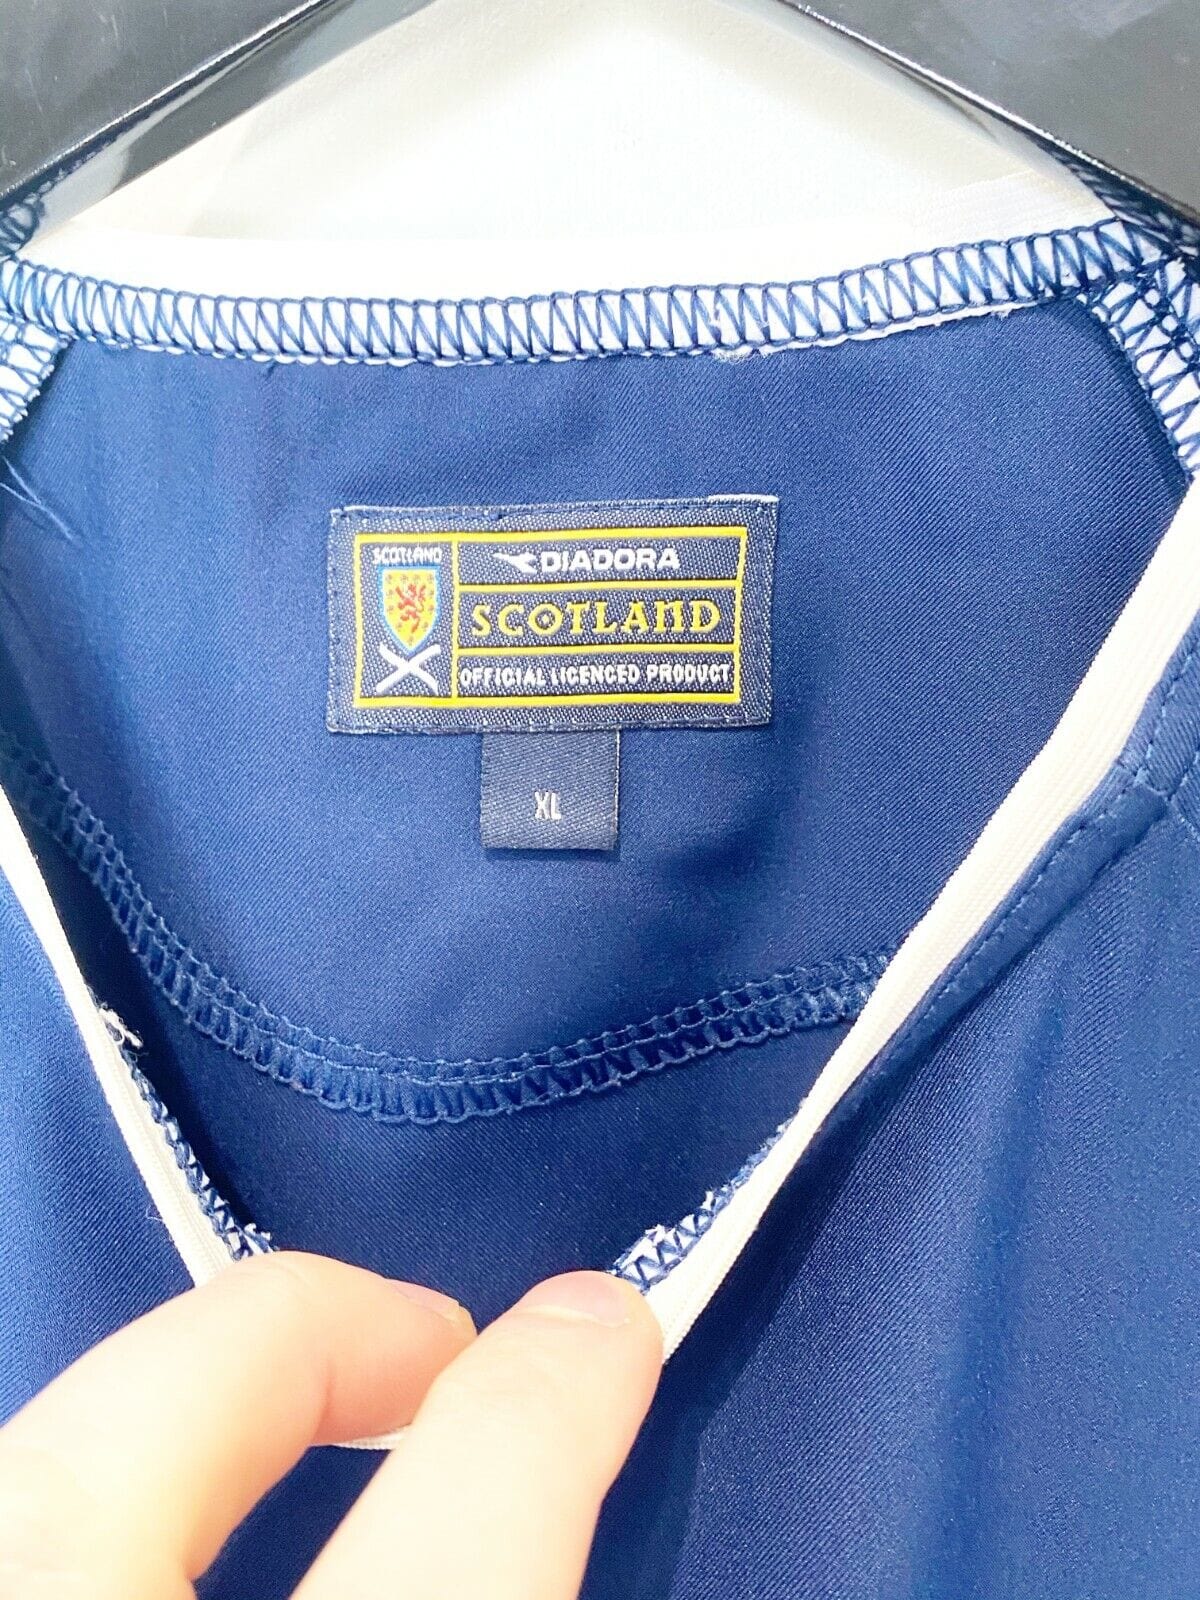 SCOTLAND
DIADORA
SCOTLAND
OFFICIAL LICENCED PRODUCT
XL